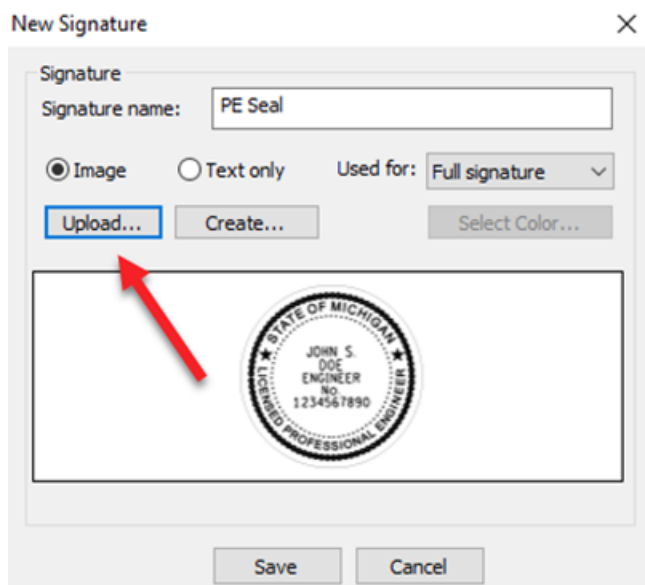 New Signature
Signature
Signature name: PE Seal
Image Text only Used for: Full signature
Upload... Create... Select Color...
STATE OF MICHIGAN
JOHN S.
DOE
ENGINEER
No.
1234567890
LICENSED PROFESSIONAL ENGINEER
Save Cancel